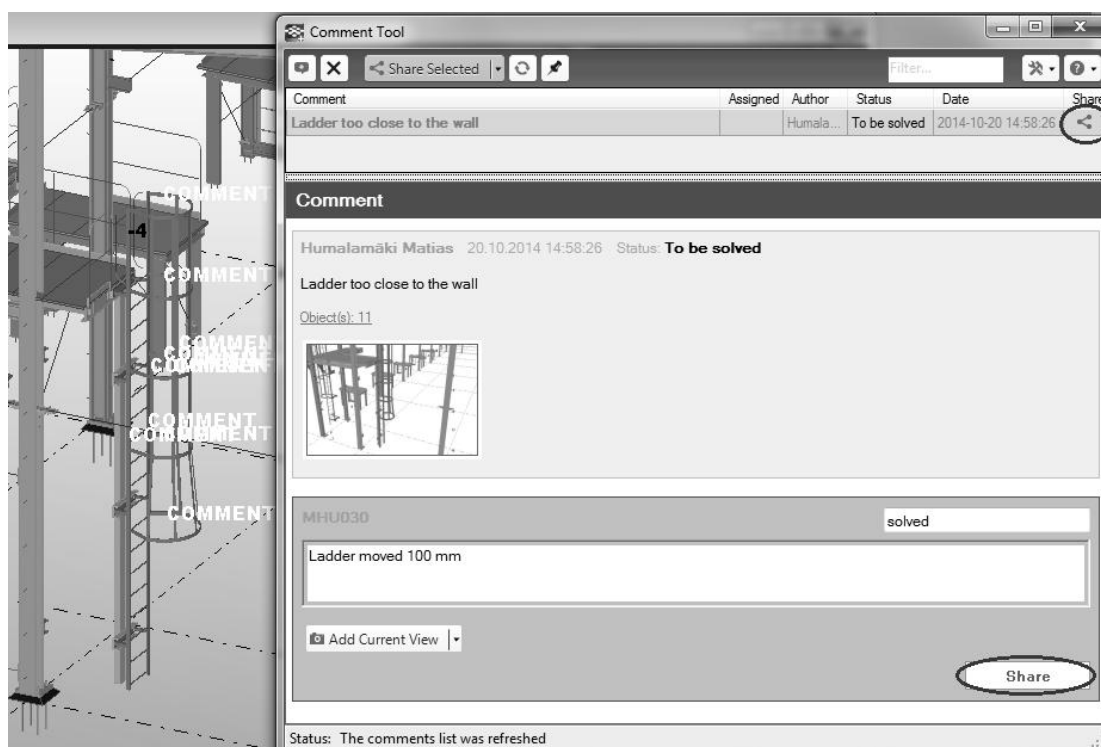 Comment Tool
Share Selected
Filter...
Comment Assigned Author Status Date Share
Ladder too close to the wall Humala... To be solved 2014-10-20 14:58:26
COMMENT
-4
COMMENT
COMMENT
COMMENT
COMMENT
Comment
Humalamäki Matias 20.10.2014 14:58:26 Status: To be solved
Ladder too close to the wall
Object(s): 11
MHU030 solved
Ladder moved 100 mm
Add Current View
Share
Status: The comments list was refreshed